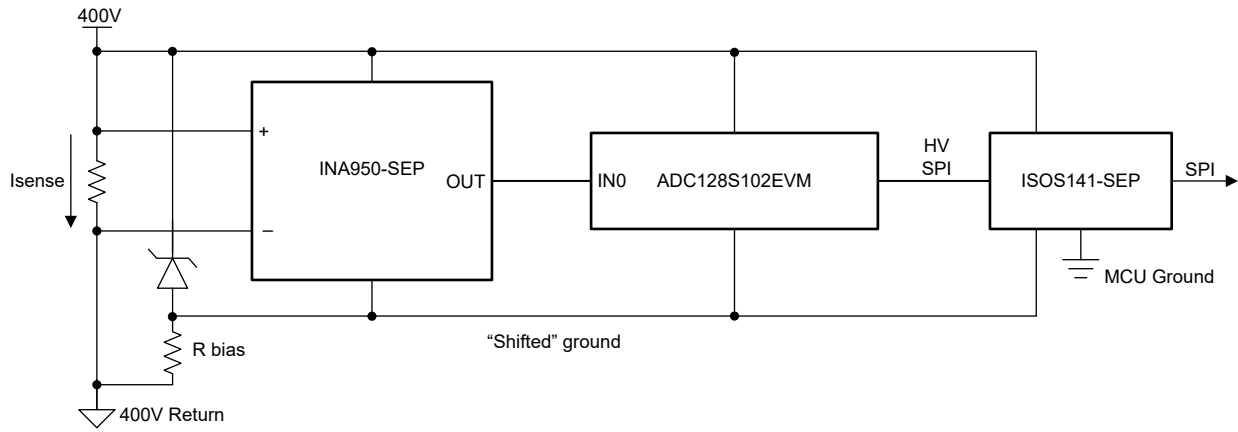 400V
+
INA950-SEP
OUT
−
Isense
IN0
ADC128S102EVM
HV
SPI
ISOS141-SEP
SPI
MCU Ground
R bias
“Shifted” ground
400V Return